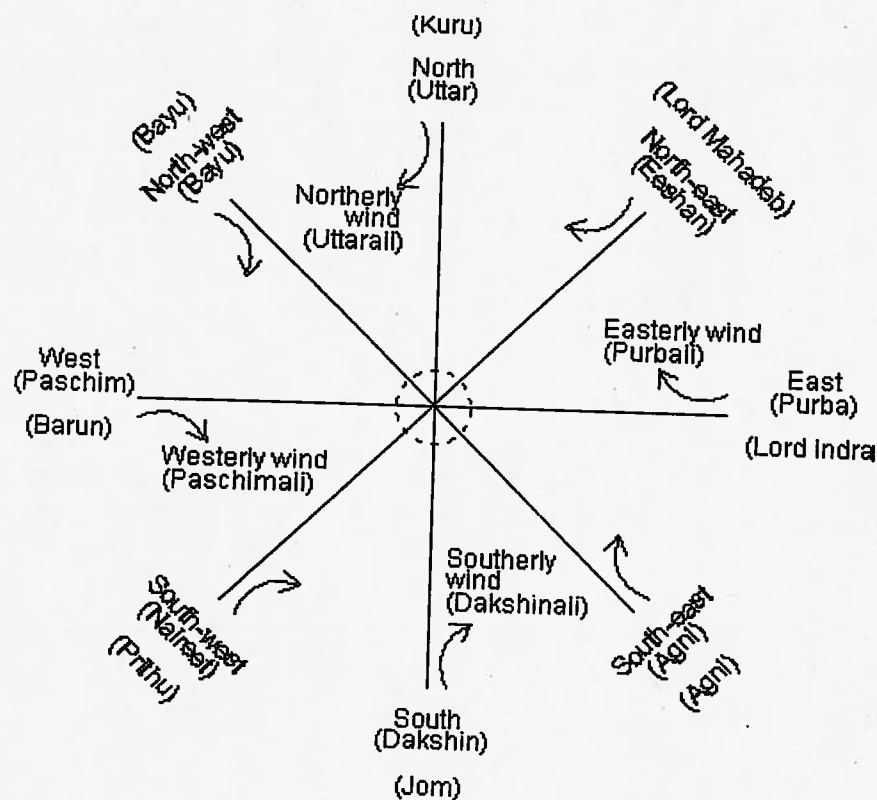 (Kuru)
North
(Uttar)
(Bayu)
North-west
(Bayu)
(Lord Mahadeb)
North-east
(Eeshan)
Northerly
wind
(Uttarali)
Easterly wind
(Purbali)
West
(Paschim)
(Barun)
East
(Purba)
(Lord Indra
Westerly wind
(Paschimali)
Southerly
wind
(Dakshinali)
South-west
(Naireet)
(Prithu)
South-east
(Agni)
(Agni)
South
(Dakshin)
(Jom)